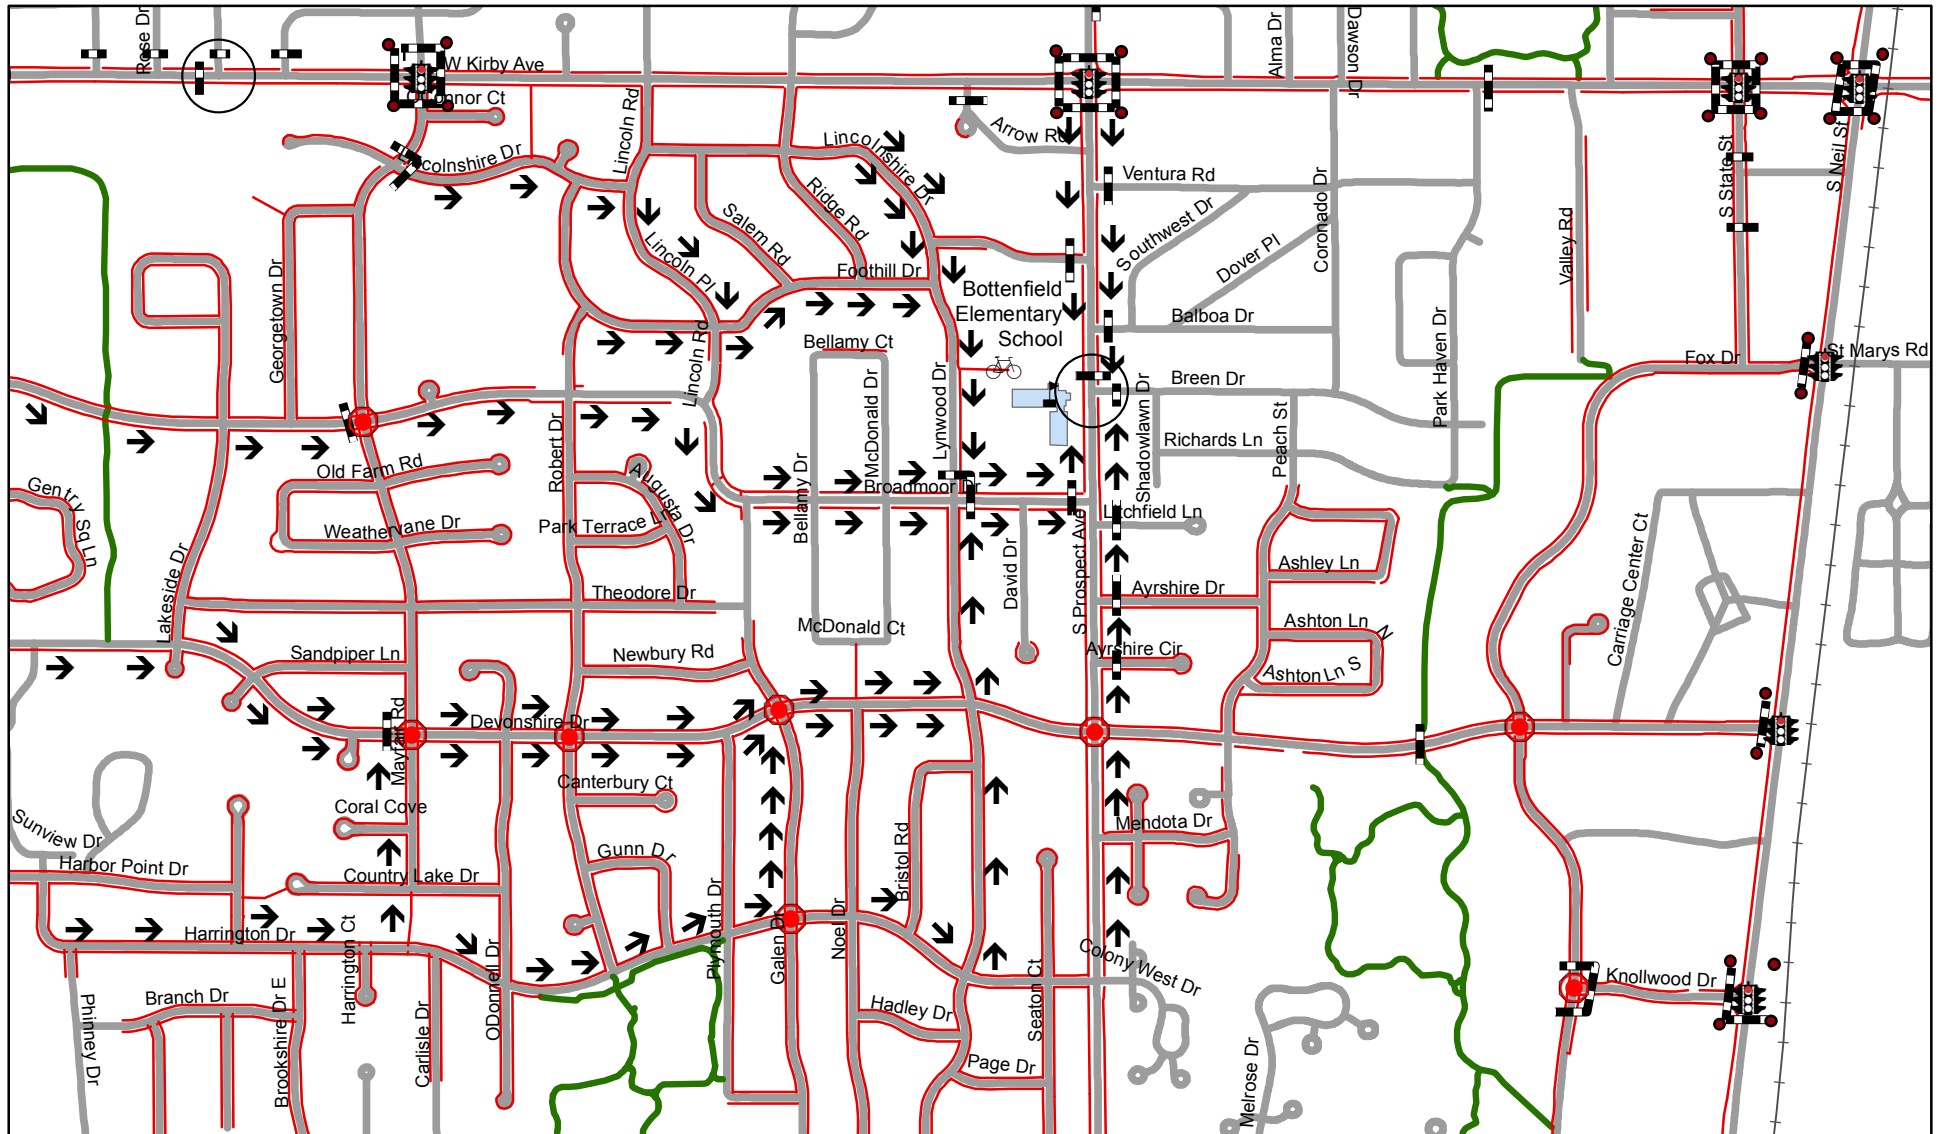 Rose Dr
W Kirby Ave
Alma Dr
Dawson Dr
Lincolnshire Dr
Lincoln Rd
Lincolnshire Dr
Arrow Rd
Ventura Rd
S State St
S Neil St
Ridge Rd
Salem Rd
Southwest Dr
Dover Pl
Coronado Dr
Valley Rd
Georgetown Dr
Lincoln Pl
Foothill Dr
Bottenfield
Elementary
School
Balboa Dr
Lincoln Rd
Bellamy Ct
McDonald Dr
Lynwood Dr
Breen Dr
Park Haven Dr
Fox Dr
St Marys Rd
Shadowlawn Dr
Peach St
Richards Ln
Robert Dr
Old Farm Rd
Augusta Dr
Bellamy Dr
Broadmoor Dr
Gentry Sq Ln
Weathervane Dr
Park Terrace Ln
Litchfield Ln
S Prospect Ave
David Dr
Carriage Center Ct
Lakeside Dr
Theodore Dr
Ashley Ln
Ayrshire Dr
McDonald Ct
Ashton Ln N
Sandpiper Ln
Newbury Rd
Ayrshire Cir
Ashton Ln S
Mayfair Rd
Devonshire Dr
Canterbury Ct
Coral Cove
Mendota Dr
Sunview Dr
Harbor Point Dr
Country Lake Dr
Gunn Dr
Bristol Rd
Plymouth Dr
Galen Dr
Noel Dr
Harrington Dr
Harrington Ct
ODonnell Dr
Colony West Dr
Seaton Ct
Knollwood Dr
Phinney Dr
Branch Dr
Brookshire Dr E
Carlisle Dr
Hadley Dr
Page Dr
Melrose Dr